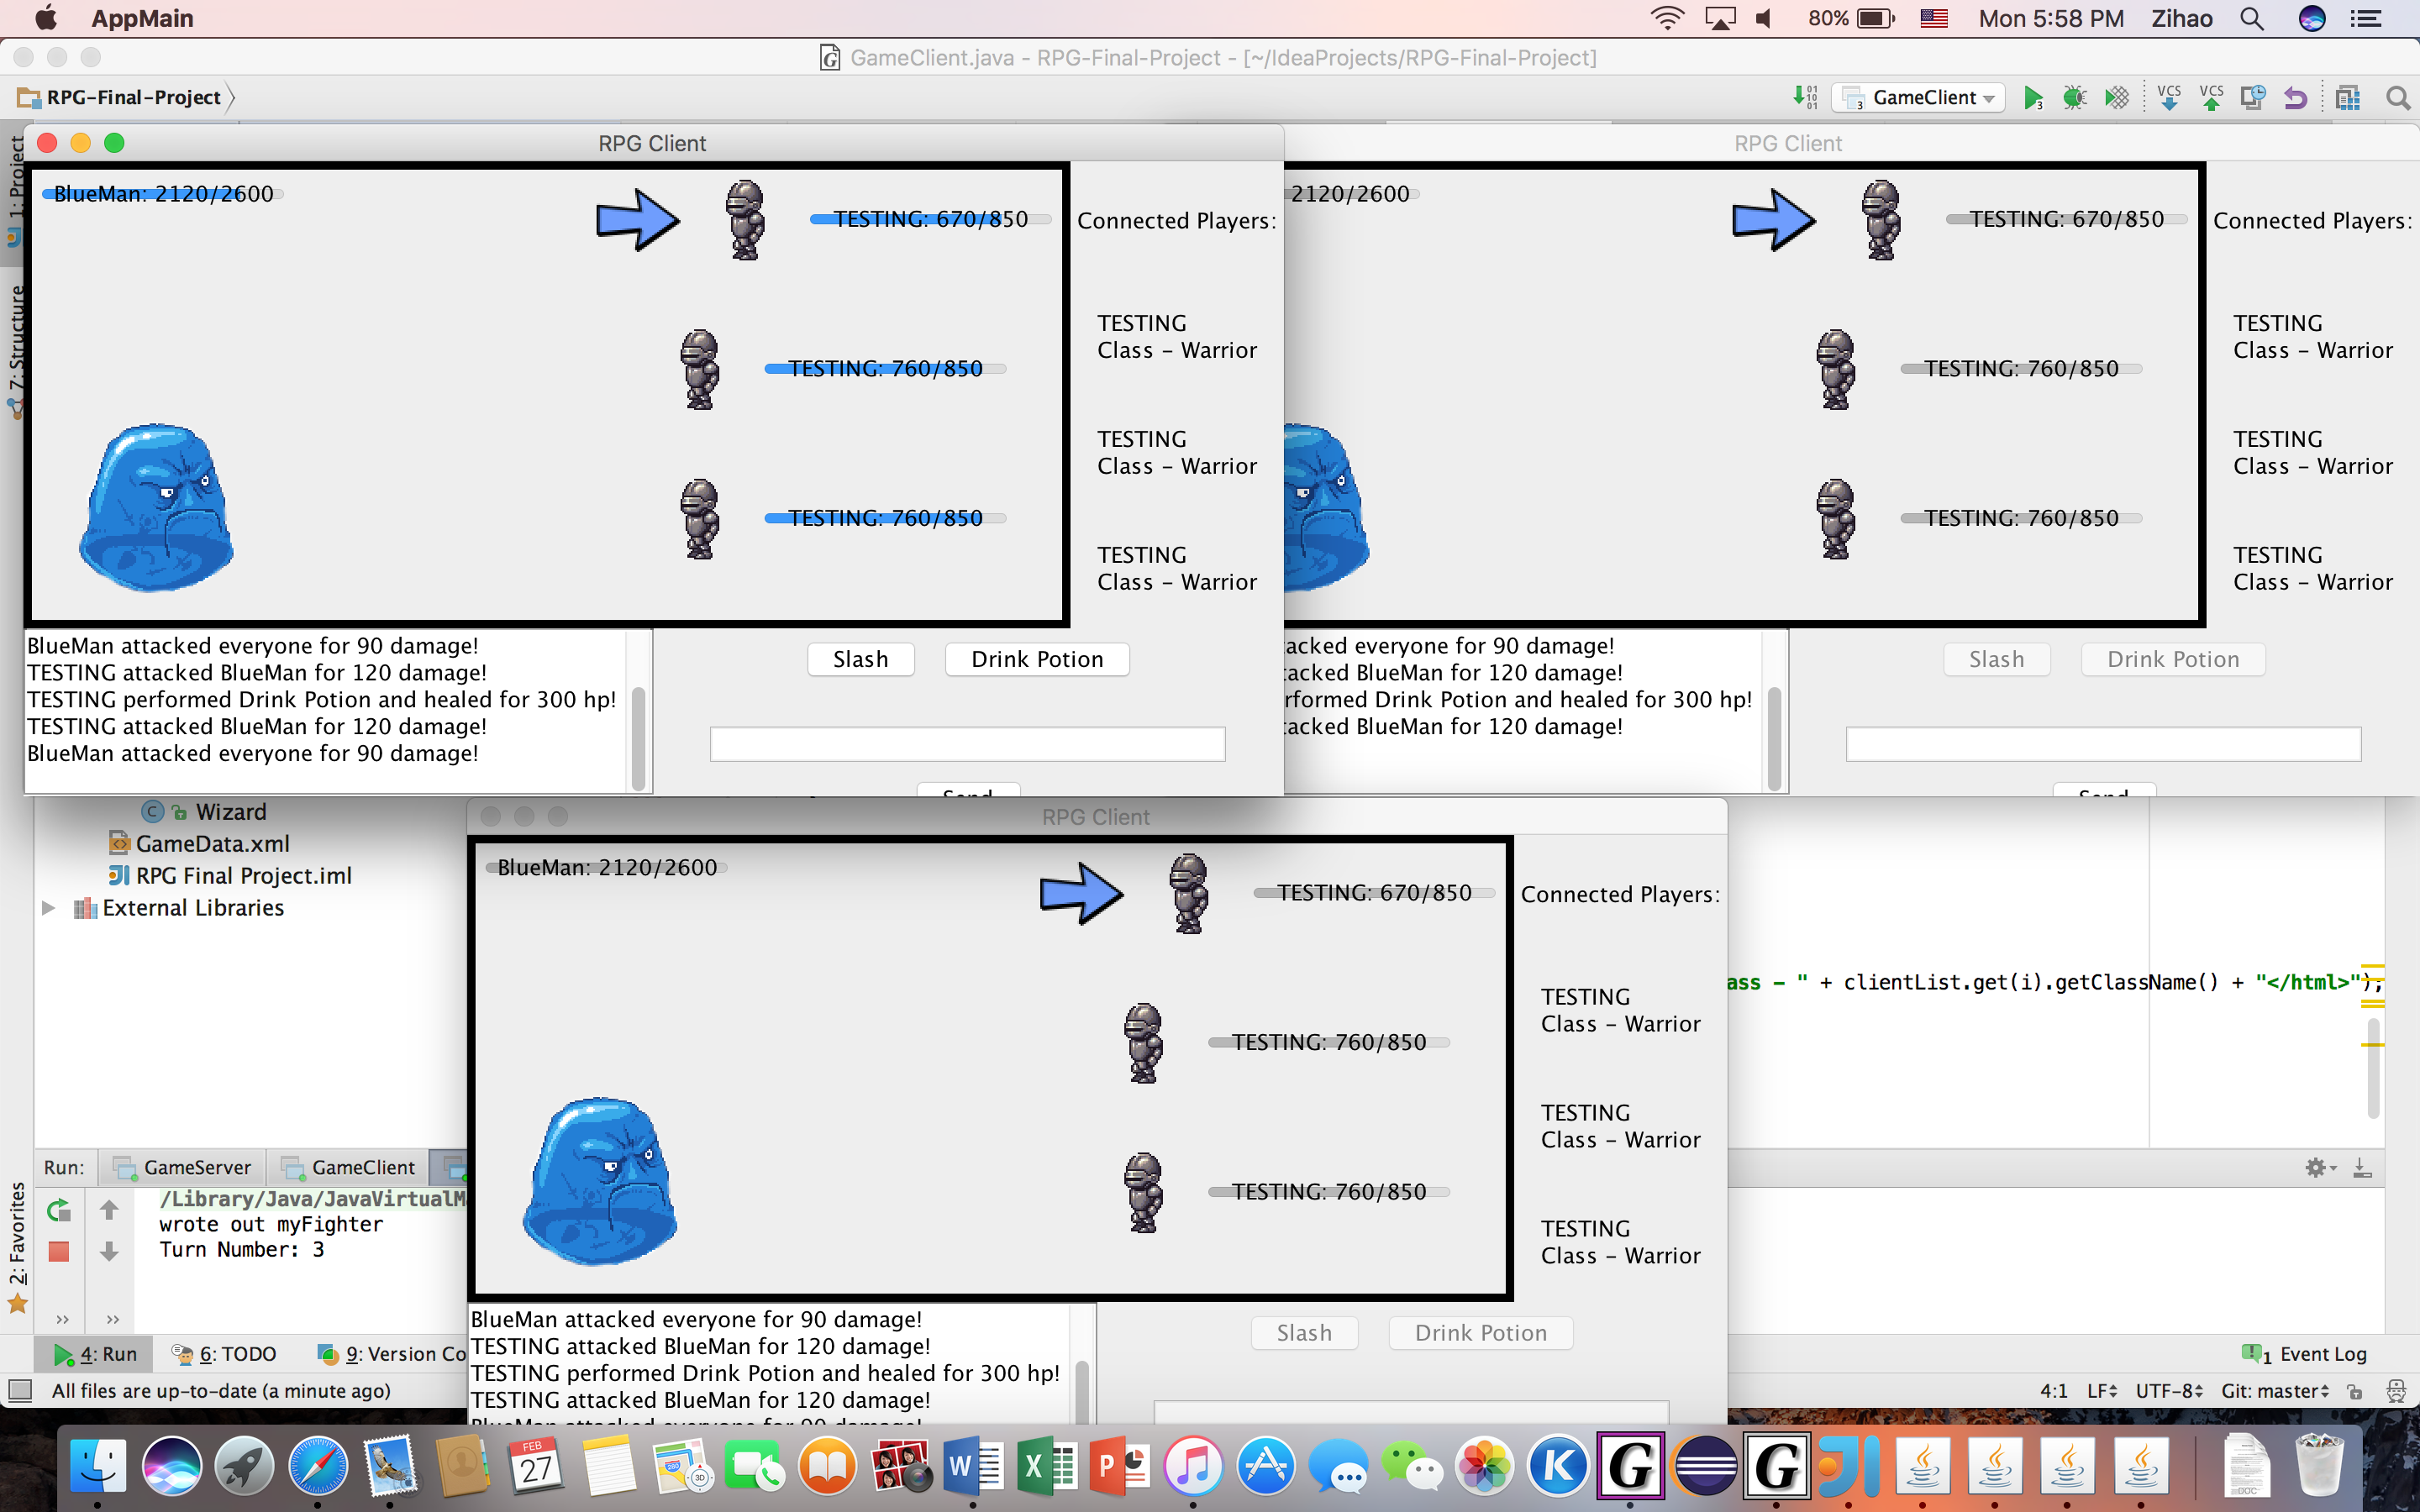 AppMain
80%
Mon 5:58 PM
Zihao
GameClient.java - RPG-Final-Project - [~/IdeaProjects/RPG-Final-Project]
RPG-Final-Project
GameClient
VCS
VCS
1: Project
7: Structure
RPG Client
BlueMan: 2120/2600
TESTING: 670/850
Connected Players:
TESTING
Class - Warrior
TESTING: 760/850
TESTING
Class - Warrior
TESTING: 760/850
TESTING
Class - Warrior
BlueMan attacked everyone for 90 damage!
TESTING attacked BlueMan for 120 damage!
TESTING performed Drink Potion and healed for 300 hp!
TESTING attacked BlueMan for 120 damage!
BlueMan attacked everyone for 90 damage!
Slash
Drink Potion
Send
RPG Client
2120/2600
TESTING: 670/850
Connected Players:
TESTING
Class - Warrior
TESTING: 760/850
TESTING
Class - Warrior
TESTING: 760/850
TESTING
Class - Warrior
acked everyone for 90 damage!
acked BlueMan for 120 damage!
rformed Drink Potion and healed for 300 hp!
acked BlueMan for 120 damage!
Slash
Drink Potion
Send
Wizard
GameData.xml
RPG Final Project.iml
External Libraries
RPG Client
BlueMan: 2120/2600
TESTING: 670/850
Connected Players:
TESTING
Class - Warrior
TESTING: 760/850
TESTING
Class - Warrior
TESTING: 760/850
TESTING
Class - Warrior
BlueMan attacked everyone for 90 damage!
TESTING attacked BlueMan for 120 damage!
TESTING performed Drink Potion and healed for 300 hp!
TESTING attacked BlueMan for 120 damage!
BlueMan attacked everyone for 90 damage!
Slash
Drink Potion
ass - " + clientList.get(i).getClassName() + "</html>");
Run:
GameServer
GameClient
/Library/Java/JavaVirtualM
wrote out myFighter
Turn Number: 3
2: Favorites
4: Run
6: TODO
9: Version Co
1 Event Log
All files are up-to-date (a minute ago)
4:1
LF
UTF-8
Git: master
FEB
27